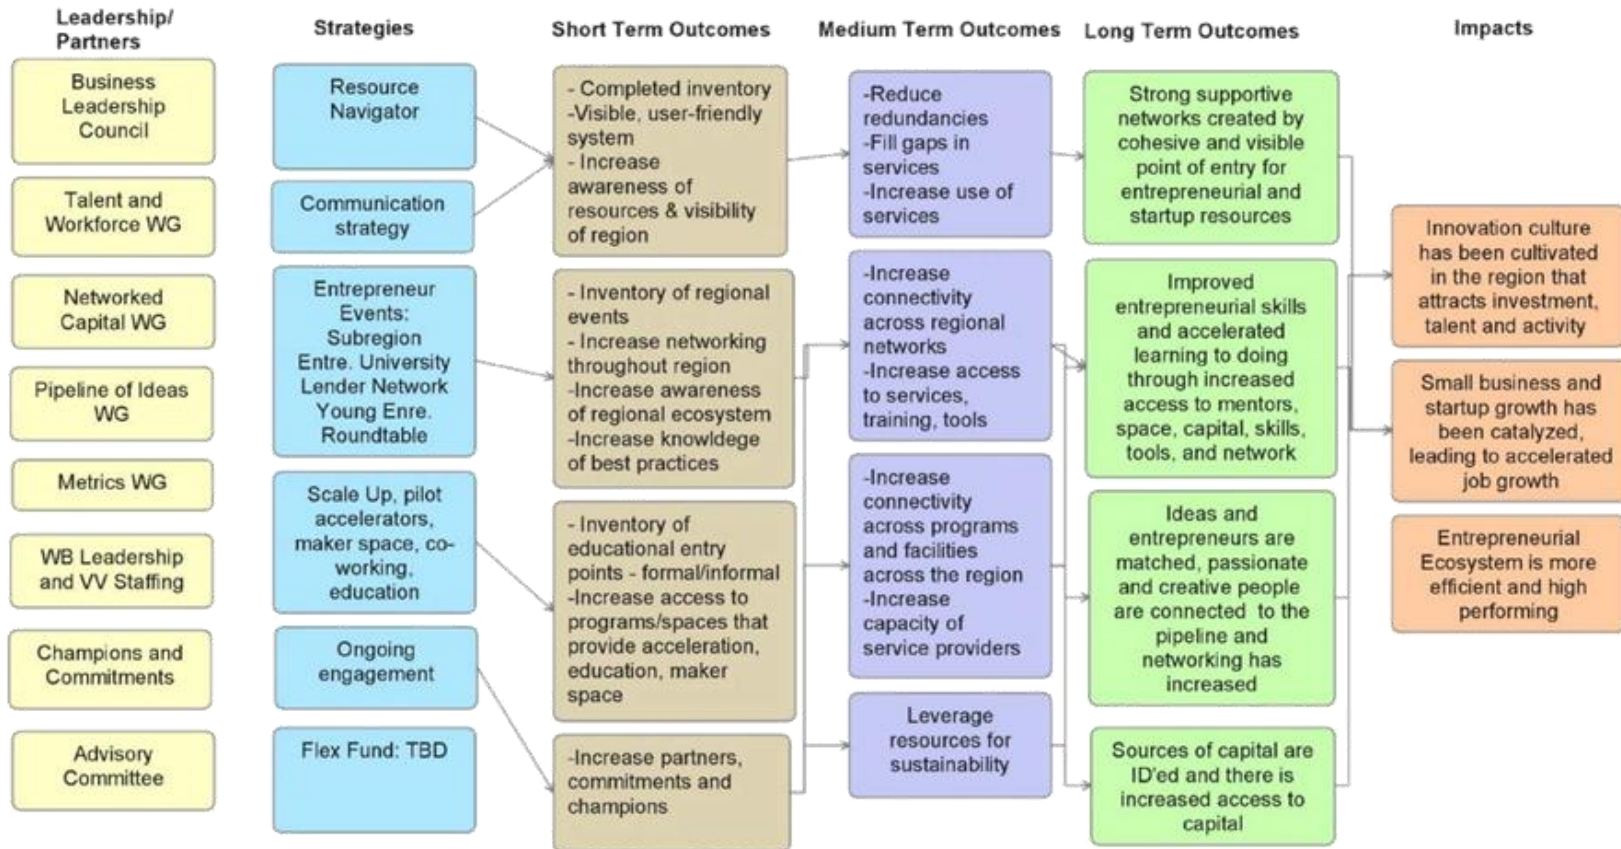 Leadership/
Partners
Strategies
Short Term Outcomes
Medium Term Outcomes
Long Term Outcomes
Impacts
Business
Leadership
Council
Talent and
Workforce WG
Networked
Capital WG
Pipeline of Ideas
WG
Metrics WG
WB Leadership
and VV Staffing
Champions and
Commitments
Advisory
Committee
Resource
Navigator
Communication
strategy
Entrepreneur
Events:
Subregion
Entre. University
Lender Network
Young Enre.
Roundtable
Scale Up, pilot
accelerators,
maker space, co-
working,
education
Ongoing
engagement
Flex Fund: TBD
- Completed inventory
-Visible, user-friendly
system
- Increase
awareness of
resources & visibility
of region
- Inventory of regional
events
- Increase networking
throughout region
-Increase awareness
of regional ecosystem
-Increase knowldege
of best practices
- Inventory of
educational entry
points - formal/informal
-Increase access to
programs/spaces that
provide acceleration,
education, maker
space
-Increase partners,
commitments and
champions
-Reduce
redundancies
-Fill gaps in
services
-Increase use of
services
-Increase
connectivity
across regional
networks
-Increase access
to services,
training, tools
-Increase
connectivity
across programs
and facilities
across the region
-Increase
capacity of
service providers
Leverage
resources for
sustainability
Strong supportive
networks created by
cohesive and visible
point of entry for
entrepreneurial and
startup resources
Improved
entrepreneurial skills
and accelerated
learning to doing
through increased
access to mentors,
space, capital, skills,
tools, and network
Ideas and
entrepreneurs are
matched, passionate
and creative people
are connected to the
pipeline and
networking has
increased
Sources of capital are
ID'ed and there is
increased access to
capital
Innovation culture
has been cultivated
in the region that
attracts investment,
talent and activity
Small business and
startup growth has
been catalyzed,
leading to accelerated
job growth
Entrepreneurial
Ecosystem is more
efficient and high
performing